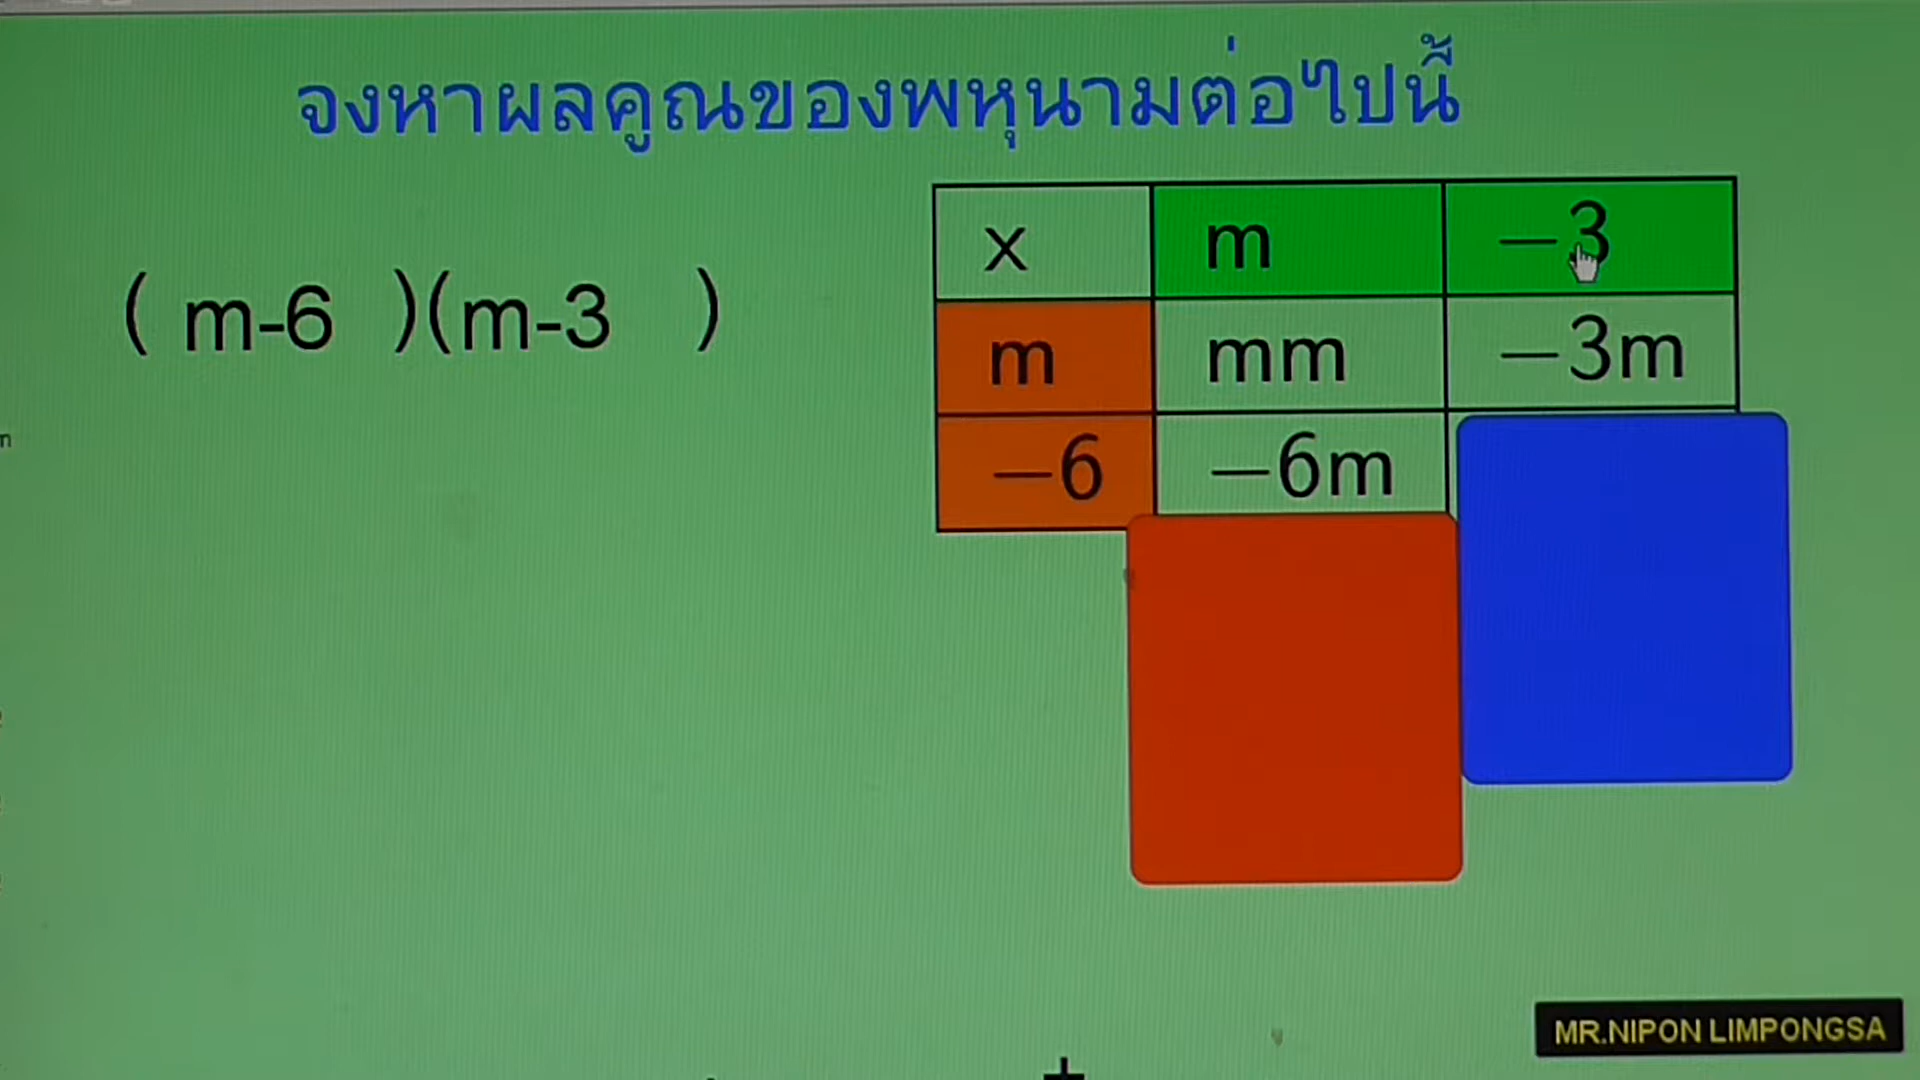 จงหาผลคูณของพหุนามต่อไปนี้
( m-6 )(m-3 )
x m −3
m mm −3m
−6 −6m
MR.NIPON LIMPONGSA
+